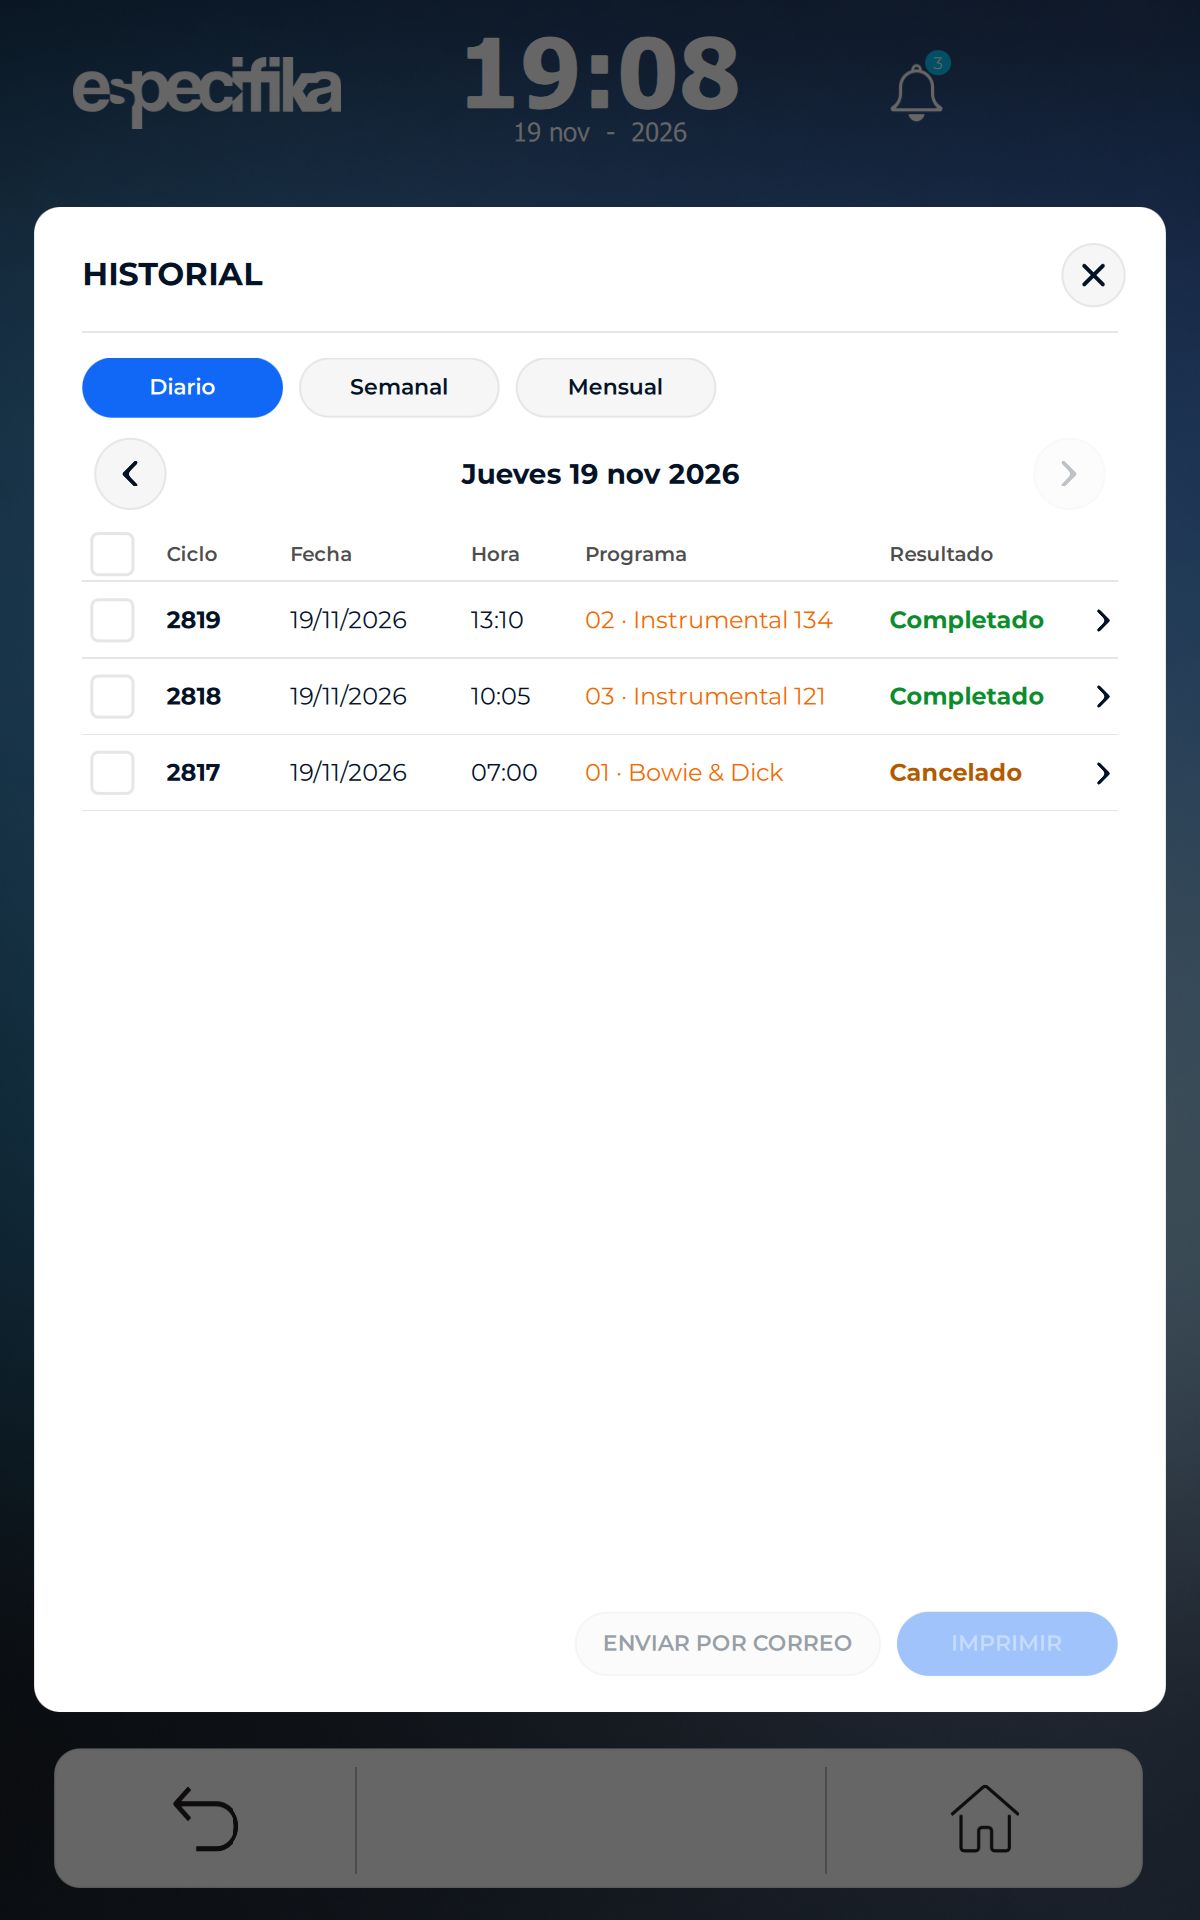 especifika
19:08
19 nov - 2026
3
HISTORIAL
Diario
Semanal
Mensual
Jueves 19 nov 2026
Ciclo Fecha Hora Programa Resultado
2819 19/11/2026 13:10 02 · Instrumental 134 Completado
2818 19/11/2026 10:05 03 · Instrumental 121 Completado
2817 19/11/2026 07:00 01 · Bowie & Dick Cancelado
ENVIAR POR CORREO
IMPRIMIR